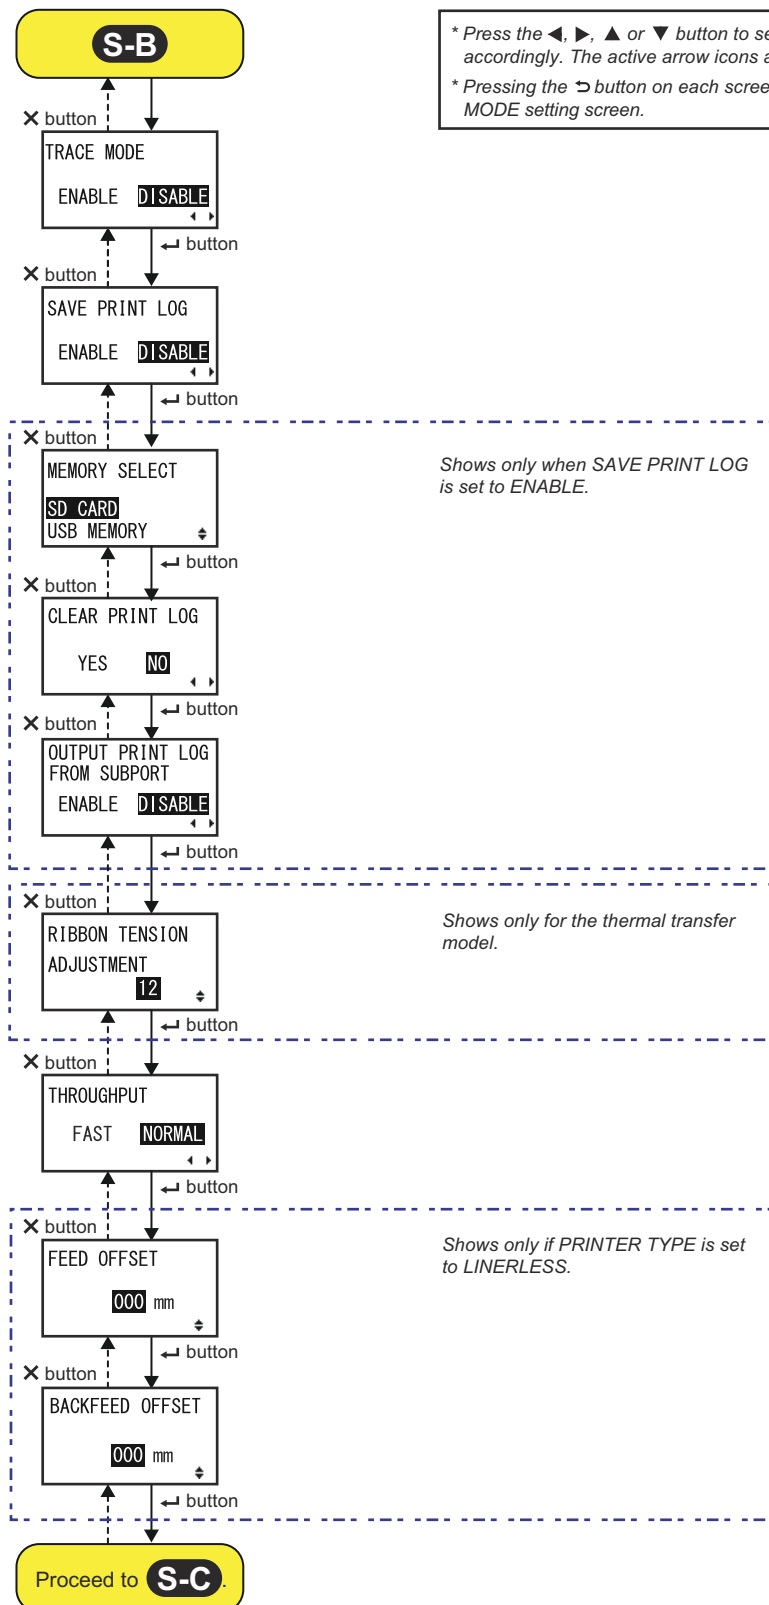 S-B
* Press the ◀, ▶, ▲ or ▼ button to se
accordingly. The active arrow icons a
* Pressing the ⮌ button on each scree
MODE setting screen.
✕ button
TRACE MODE
ENABLE DISABLE
↵ button
✕ button
SAVE PRINT LOG
ENABLE DISABLE
↵ button
✕ button
MEMORY SELECT
SD CARD
USB MEMORY
Shows only when SAVE PRINT LOG
is set to ENABLE.
↵ button
✕ button
CLEAR PRINT LOG
YES NO
↵ button
✕ button
OUTPUT PRINT LOG
FROM SUBPORT
ENABLE DISABLE
↵ button
✕ button
RIBBON TENSION
ADJUSTMENT
12
Shows only for the thermal transfer
model.
↵ button
✕ button
THROUGHPUT
FAST NORMAL
↵ button
✕ button
FEED OFFSET
000 mm
Shows only if PRINTER TYPE is set
to LINERLESS.
↵ button
✕ button
BACKFEED OFFSET
000 mm
↵ button
Proceed to S-C.